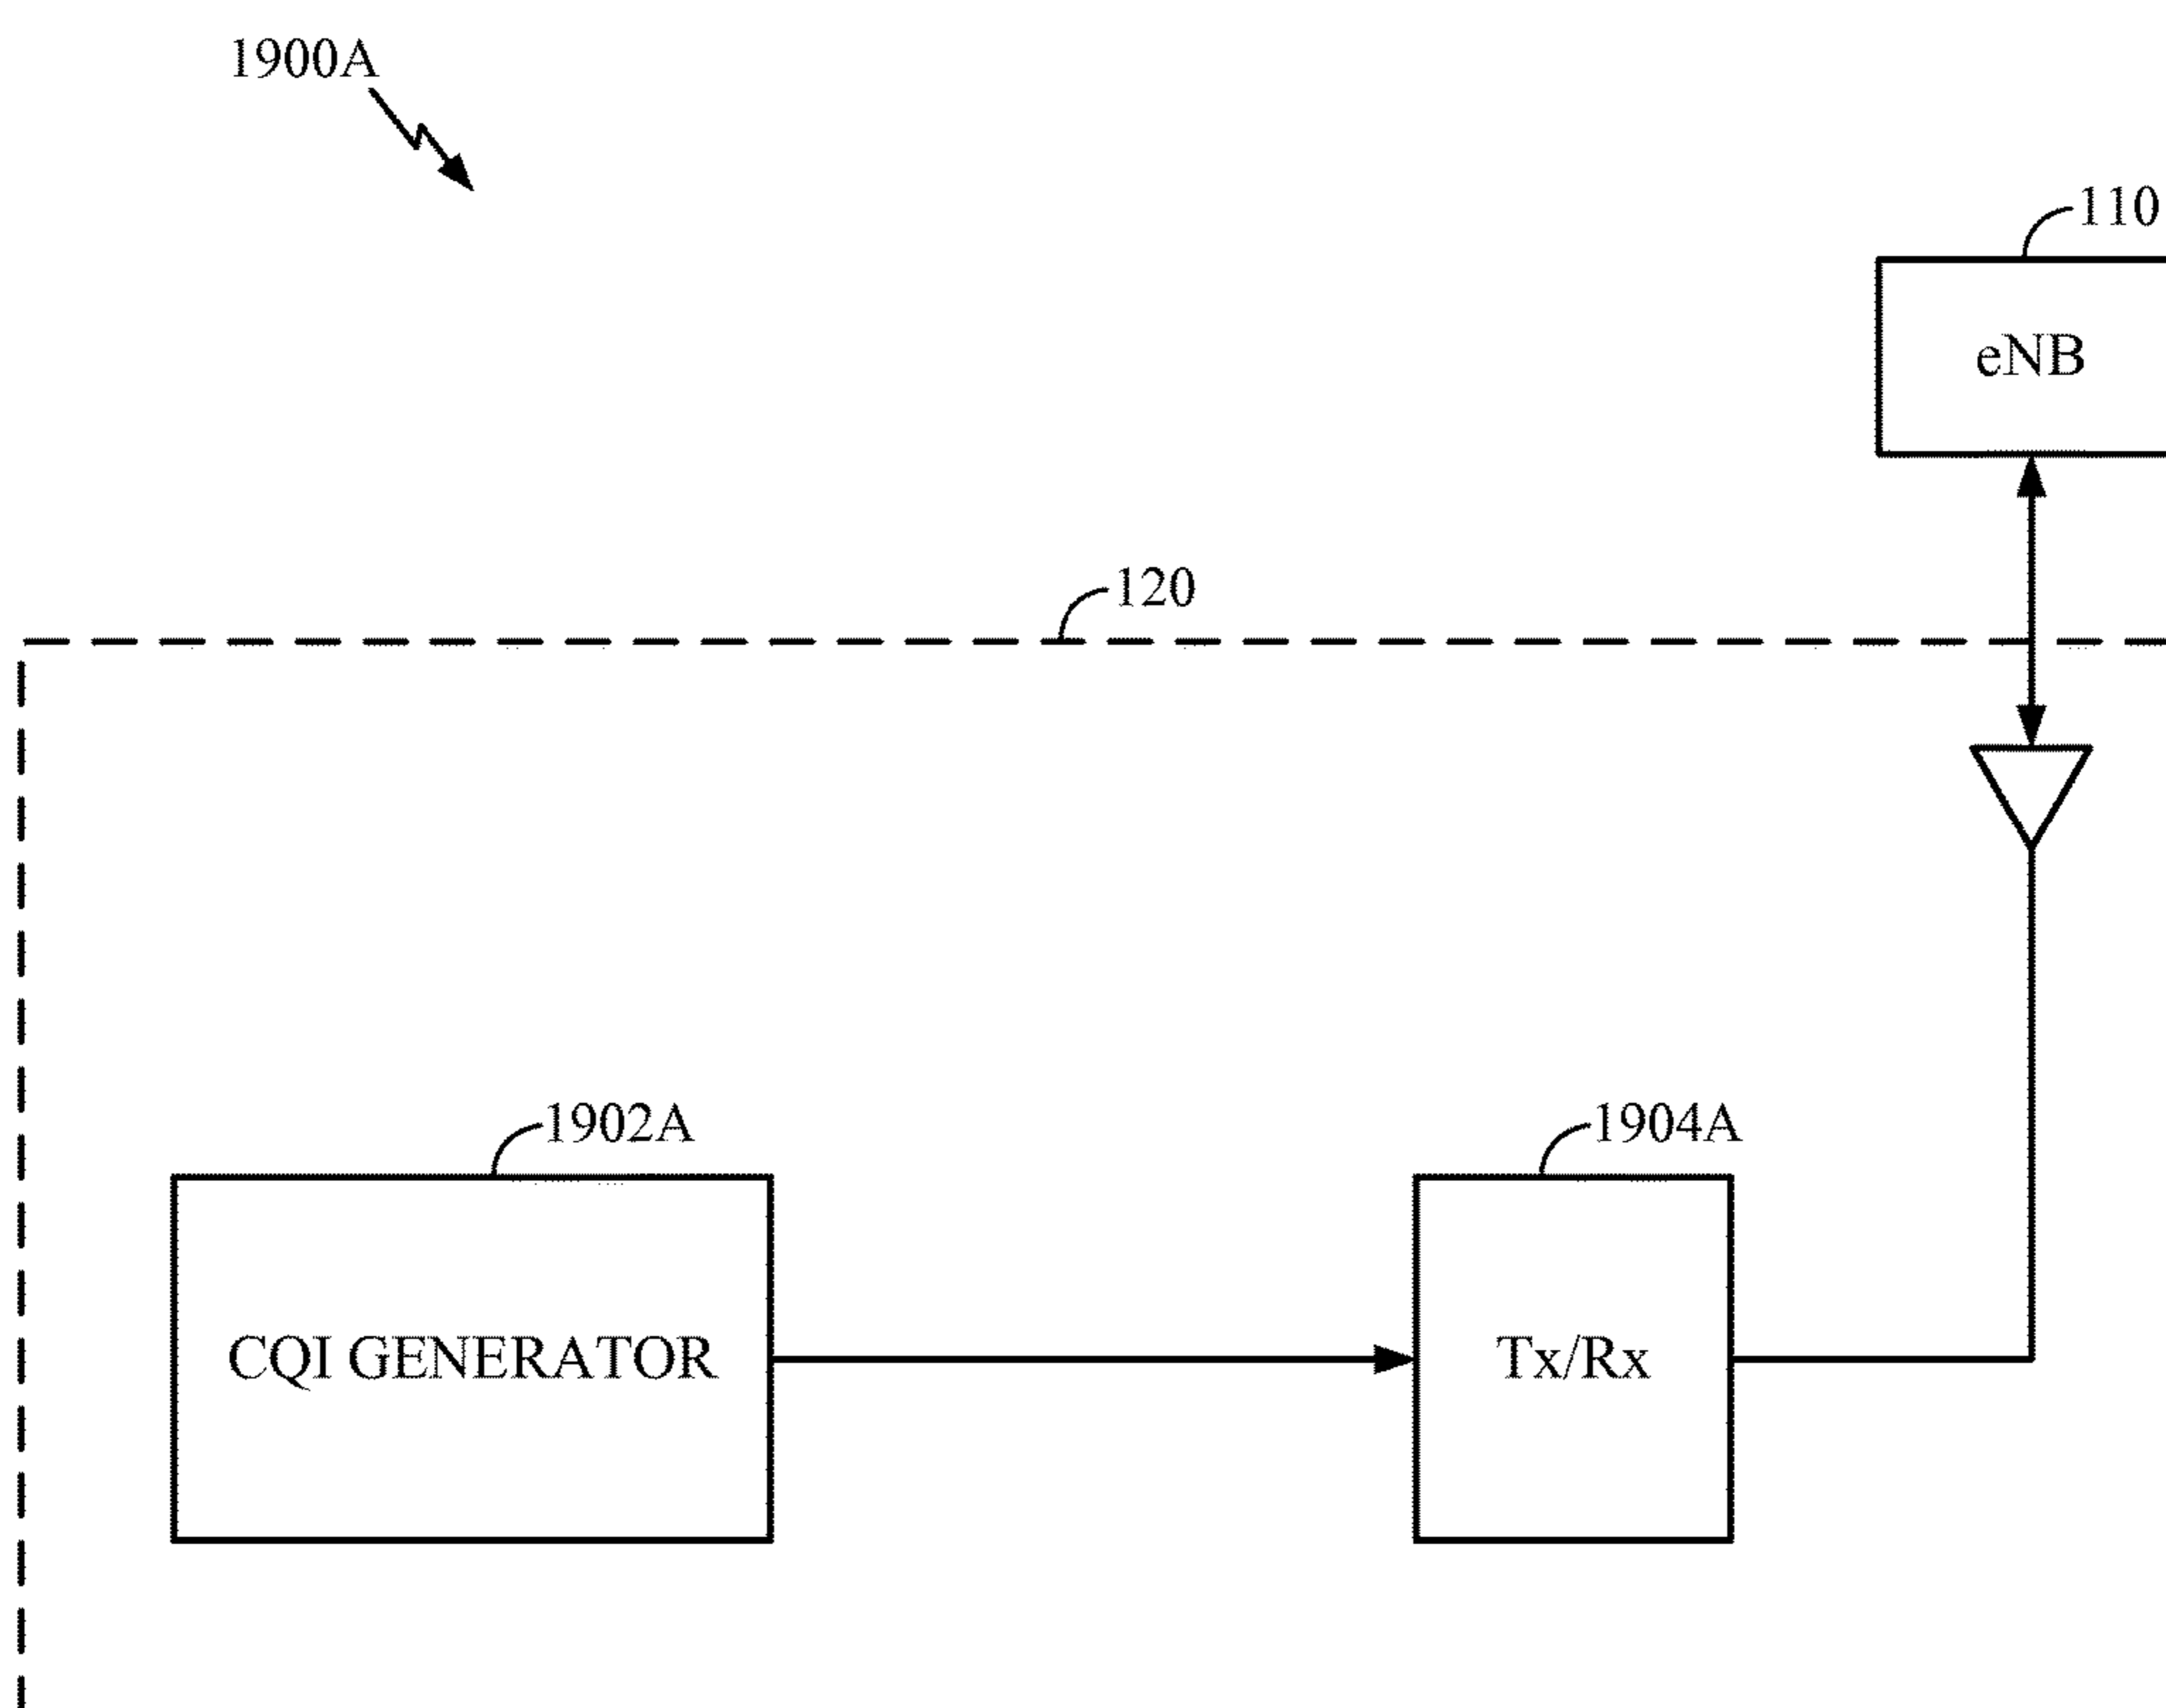 1900A
110
eNB
120
1902A
1904A
CQI GENERATOR
Tx/Rx